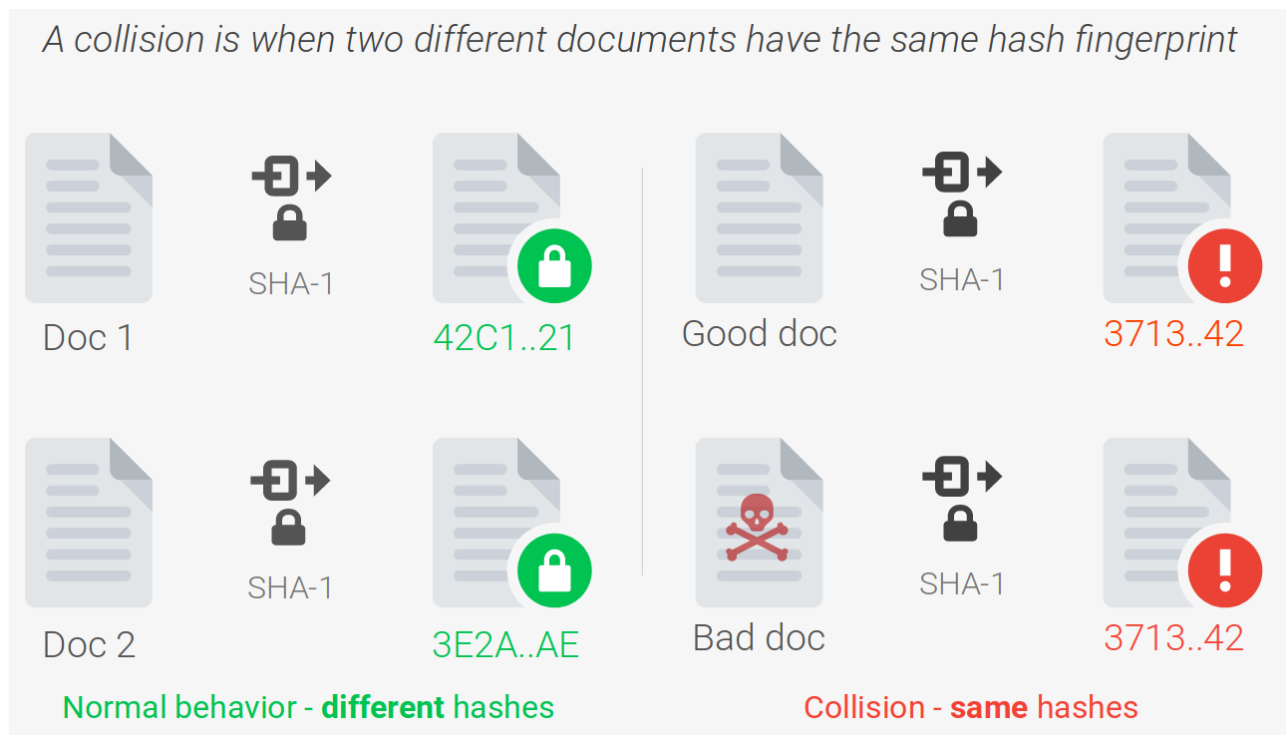 A collision is when two different documents have the same hash fingerprint
SHA-1
Doc 1
42C1..21
SHA-1
Doc 2
3E2A..AE
Normal behavior - different hashes
SHA-1
Good doc
3713..42
SHA-1
Bad doc
3713..42
Collision - same hashes